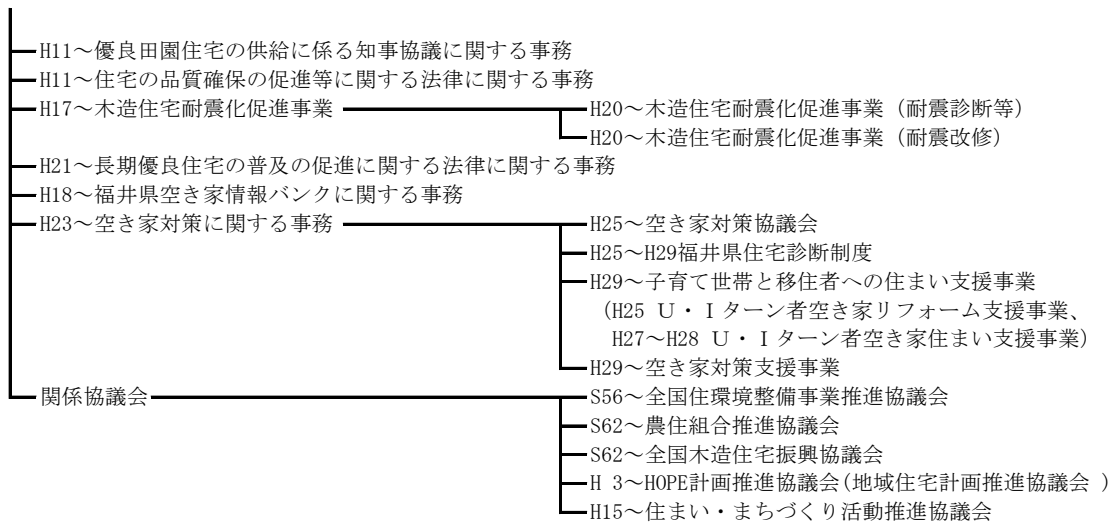 H11～優良田園住宅の供給に係る知事協議に関する事務
H11～住宅の品質確保の促進等に関する法律に関する事務
H17～木造住宅耐震化促進事業
H20～木造住宅耐震化促進事業（耐震診断等）
H20～木造住宅耐震化促進事業（耐震改修）
H21～長期優良住宅の普及の促進に関する法律に関する事務
H18～福井県空き家情報バンクに関する事務
H23～空き家対策に関する事務
H25～空き家対策協議会
H25～H29福井県住宅診断制度
H29～子育て世帯と移住者への住まい支援事業
（H25 U・Iターン者空き家リフォーム支援事業、
H27～H28 U・Iターン者空き家住まい支援事業）
H29～空き家対策支援事業
関係協議会
S56～全国住環境整備事業推進協議会
S62～農住組合推進協議会
S62～全国木造住宅振興協議会
H 3～HOPE計画推進協議会(地域住宅計画推進協議会 )
H15～住まい・まちづくり活動推進協議会